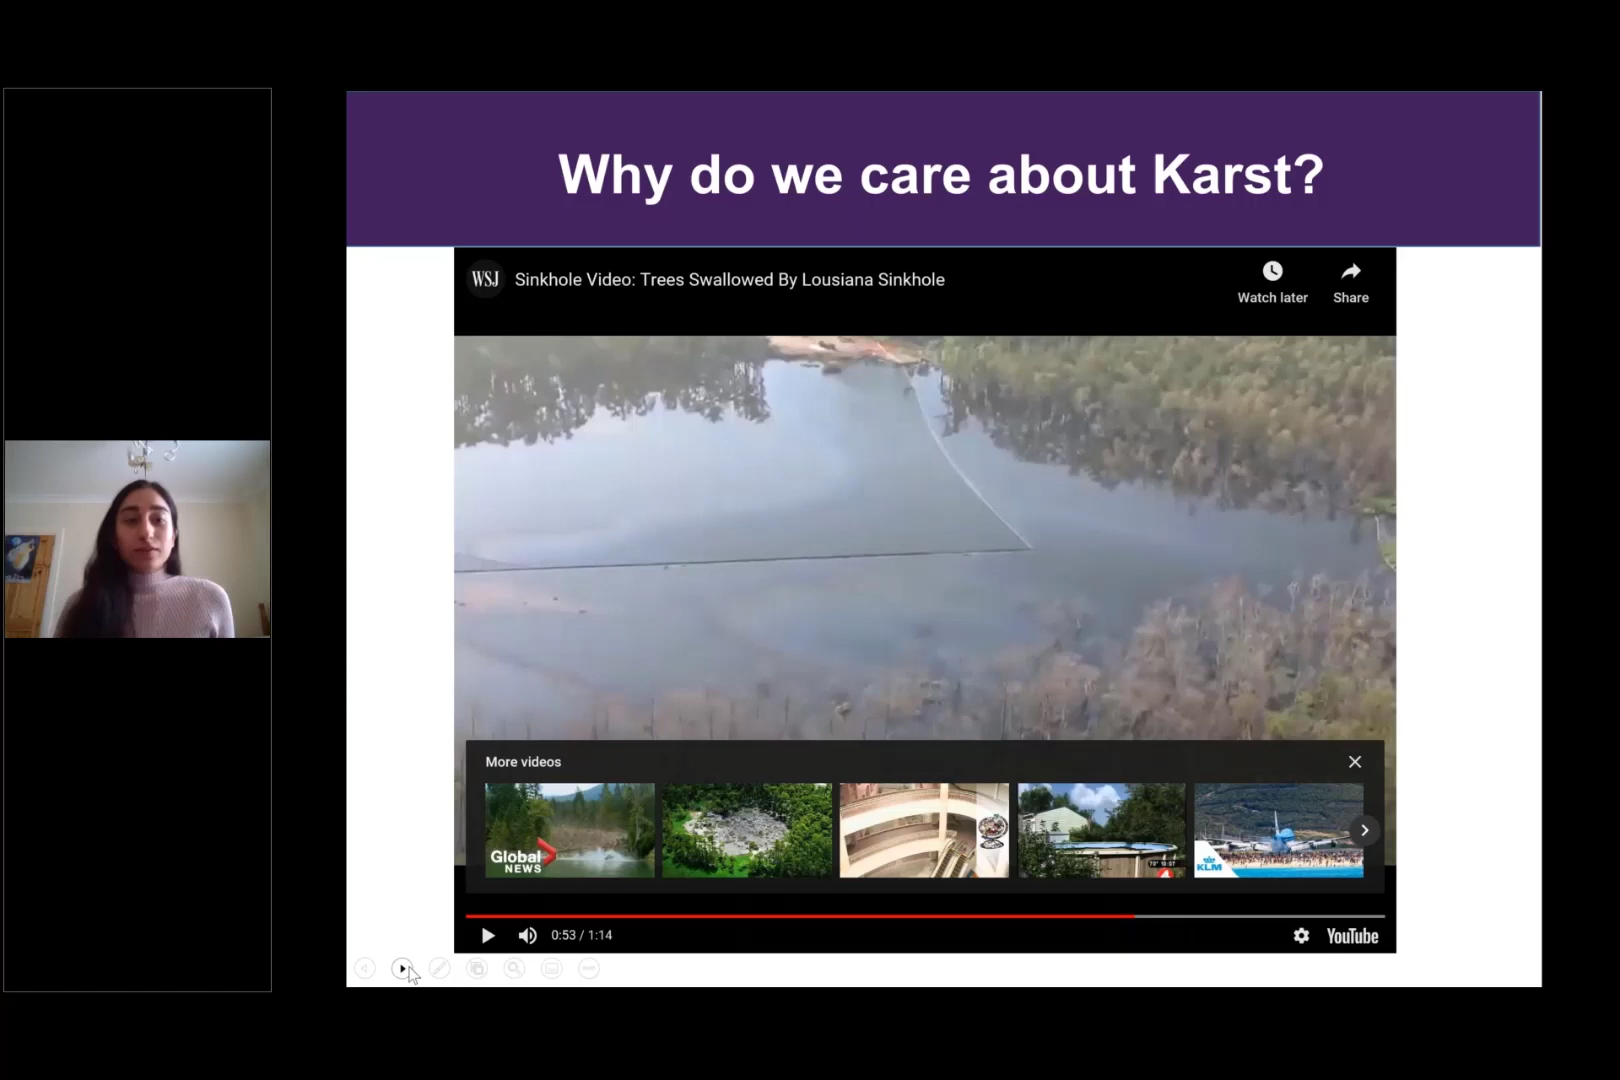 Why do we care about Karst?
WSJ
Sinkhole Video: Trees Swallowed By Lousiana Sinkhole
Watch later
Share
More videos
Global
NEWS
KLM
0:53 / 1:14
YouTube